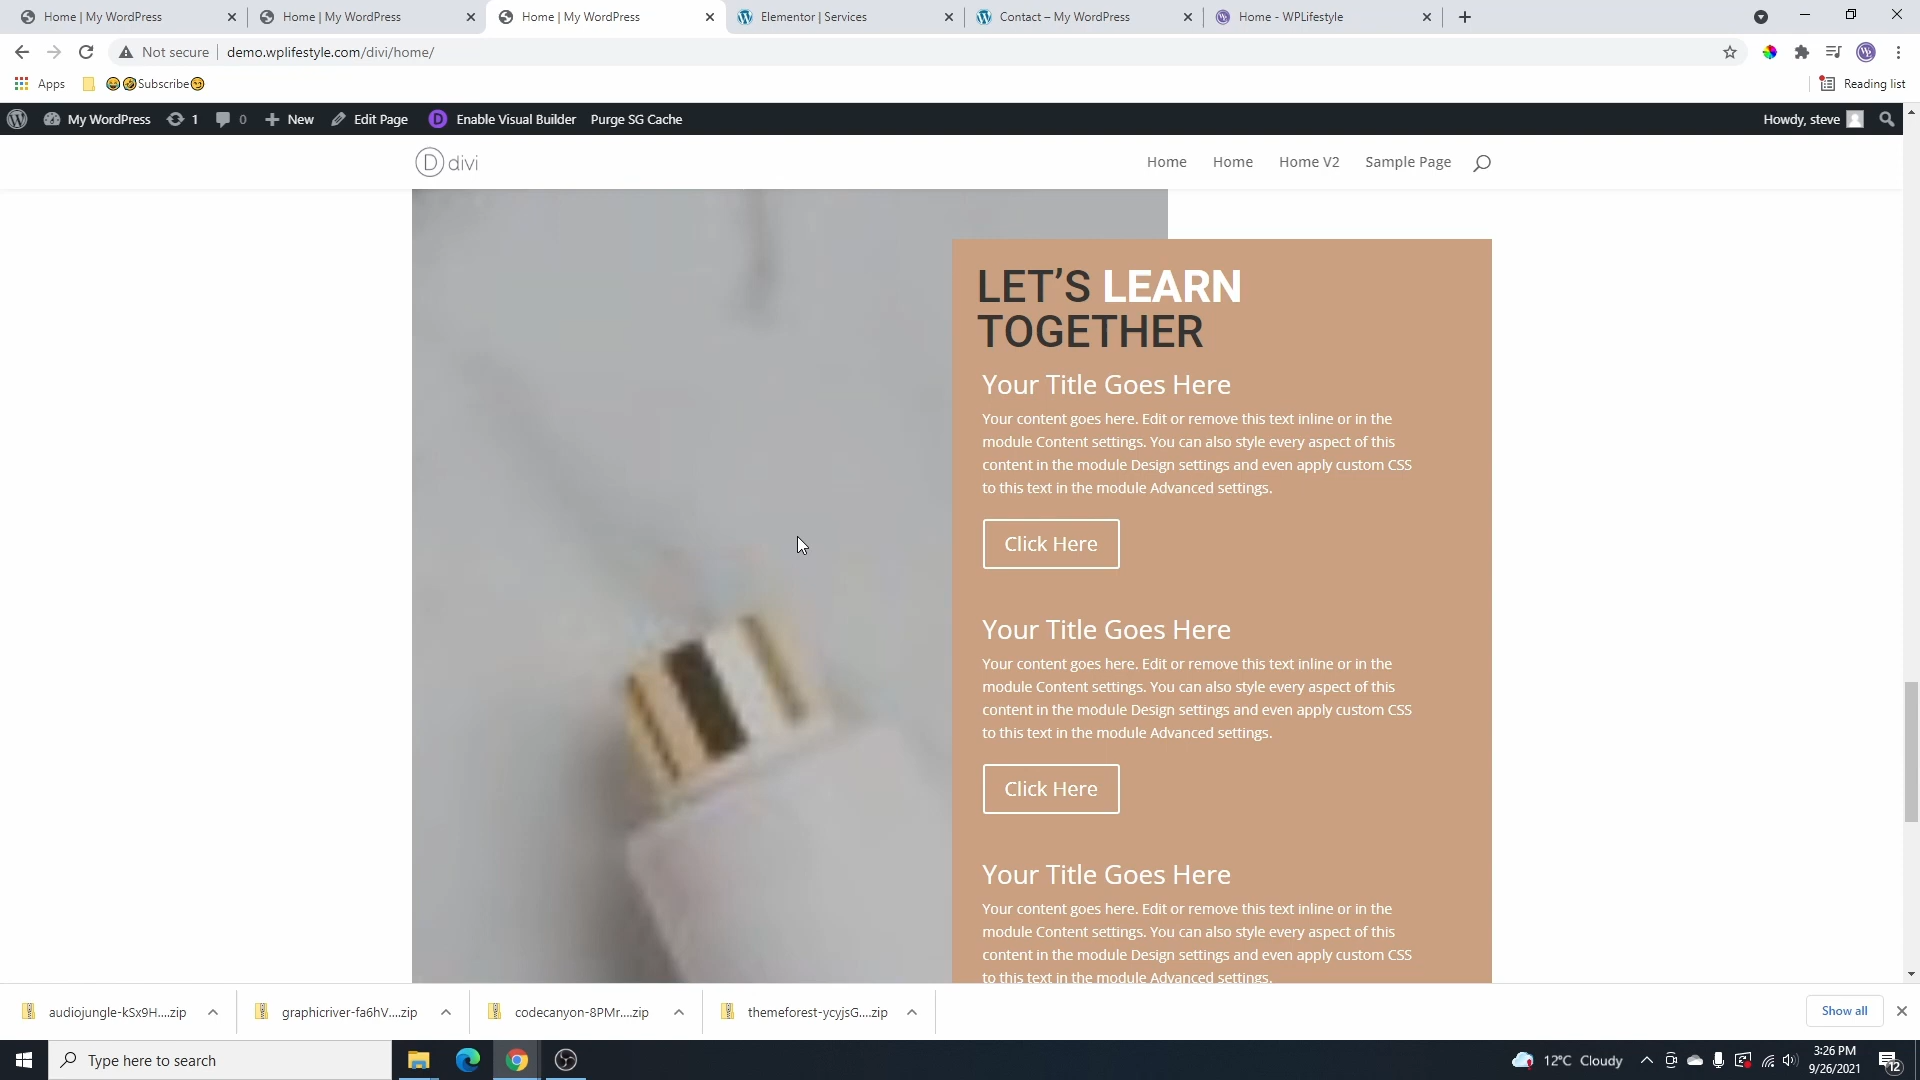 Home | My WordPress
Home | My WordPress
Home | My WordPress
Elementor | Services
Contact – My WordPress
Home - WPLifestyle
Not secure
demo.wplifestyle.com/divi/home/
Apps
😂🤣Subscribe😏
Reading list
My WordPress
1
0
New
Edit Page
D
Enable Visual Builder
Purge SG Cache
Howdy, steve
D divi
Home
Home
Home V2
Sample Page
LET’S LEARN
TOGETHER
Your Title Goes Here
Your content goes here. Edit or remove this text inline or in the
module Content settings. You can also style every aspect of this
content in the module Design settings and even apply custom CSS
to this text in the module Advanced settings.
Click Here
Your Title Goes Here
Your content goes here. Edit or remove this text inline or in the
module Content settings. You can also style every aspect of this
content in the module Design settings and even apply custom CSS
to this text in the module Advanced settings.
Click Here
Your Title Goes Here
Your content goes here. Edit or remove this text inline or in the
module Content settings. You can also style every aspect of this
content in the module Design settings and even apply custom CSS
to this text in the module Advanced settings.
audiojungle-kSx9H....zip
graphicriver-fa6hV....zip
codecanyon-8PMr....zip
themeforest-ycyjsG....zip
Show all
Type here to search
12°C Cloudy
3:26 PM
9/26/2021
12